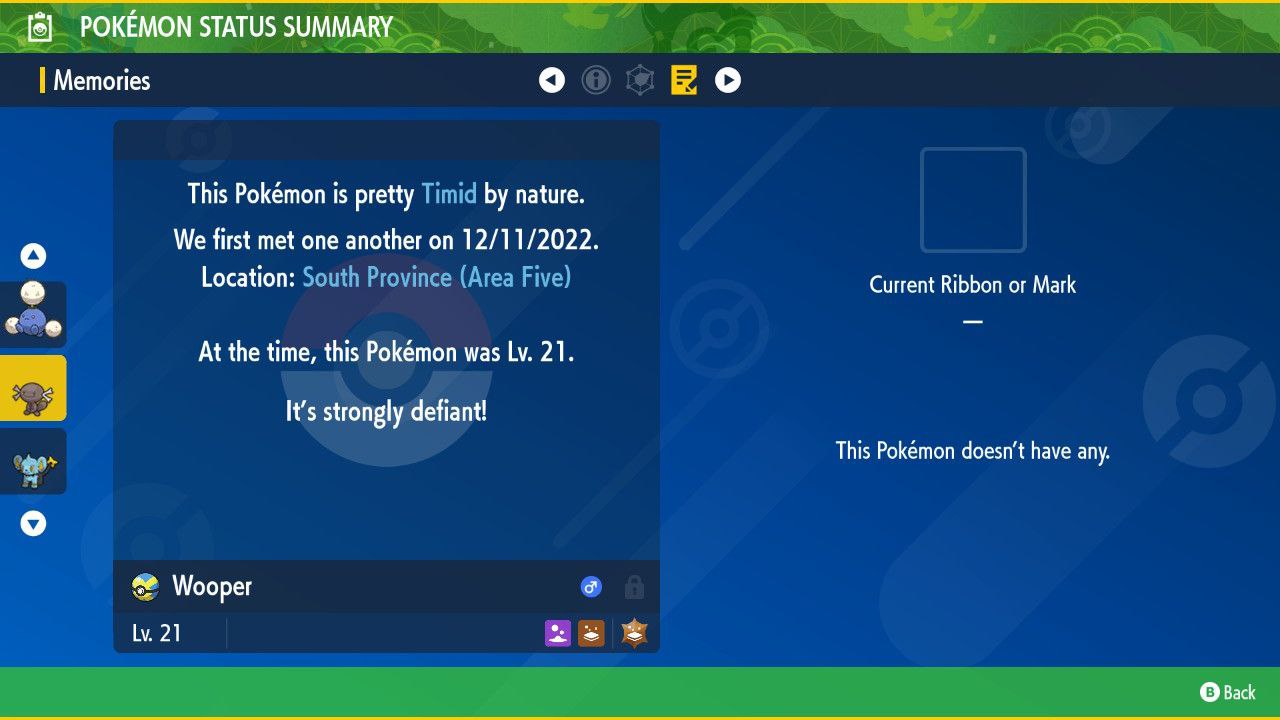 POKÉMON STATUS SUMMARY
Memories
This Pokémon is pretty Timid by nature.
We first met one another on 12/11/2022.
Location: South Province (Area Five)
At the time, this Pokémon was Lv. 21.
It's strongly defiant!
Wooper
Lv. 21
Current Ribbon or Mark
—
This Pokémon doesn't have any.
B Back